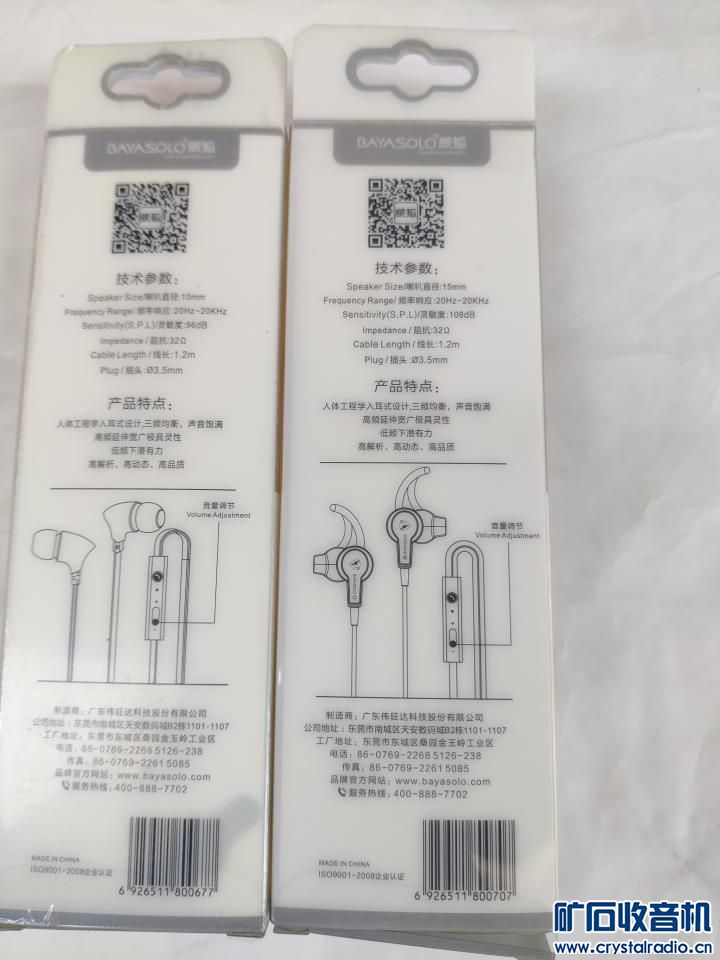 BAYASOLO®威狐
威狐
技术参数：
Speaker Size/喇叭直径:10mm
Frequency Range/ 频率响应:20Hz~20KHz
Sensitivity(S.P.L)/灵敏度:96dB
Impedance / 阻抗:32Ω
Cable Length / 线长: 1.2m
Plug / 插头: Ø3.5mm
产品特点：
人体工程学入耳式设计,三频均衡，声音饱满
高频延伸宽广极具灵性
低频下潜有力
高解析、高动态、高品质
音量调节
Volume Adjustment
制造商：广东伟旺达科技股份有限公司
公司地址：东莞市南城区天安数码城B2栋1101-1107
工厂地址：东莞市东城区桑园金玉岭工业区
电话：86-0769-2268 5126-238
传真：86-0769-2261 5085
品牌官方网站：www.bayasolo.com
服务热线：400-888-7702
MADE IN CHINA
ISO9001-2008企业认证
6 926511 800677
BAYASOLO®威狐
威狐
技术参数：
Speaker Size/喇叭直径:15mm
Frequency Range/ 频率响应:20Hz~20KHz
Sensitivity(S.P.L)/灵敏度:108dB
Impedance / 阻抗:32Ω
Cable Length / 线长: 1.2m
Plug / 插头: Ø3.5mm
产品特点：
人体工程学入耳式设计,三频均衡，声音饱满
高频延伸宽广极具灵性
低频下潜有力
高解析、高动态、高品质
音量调节
Volume Adjustment
制造商：广东伟旺达科技股份有限公司
公司地址：东莞市南城区天安数码城B2栋1101-1107
工厂地址：东莞市东城区桑园金玉岭工业区
电话：86-0769-2268 5126-238
传真：86-0769-2261 5085
品牌官方网站：www.bayasolo.com
服务热线：400-888-7702
MADE IN CHINA
ISO9001-2008企业认证
6 926511 800707
矿石收音机
www.crystalradio.cn